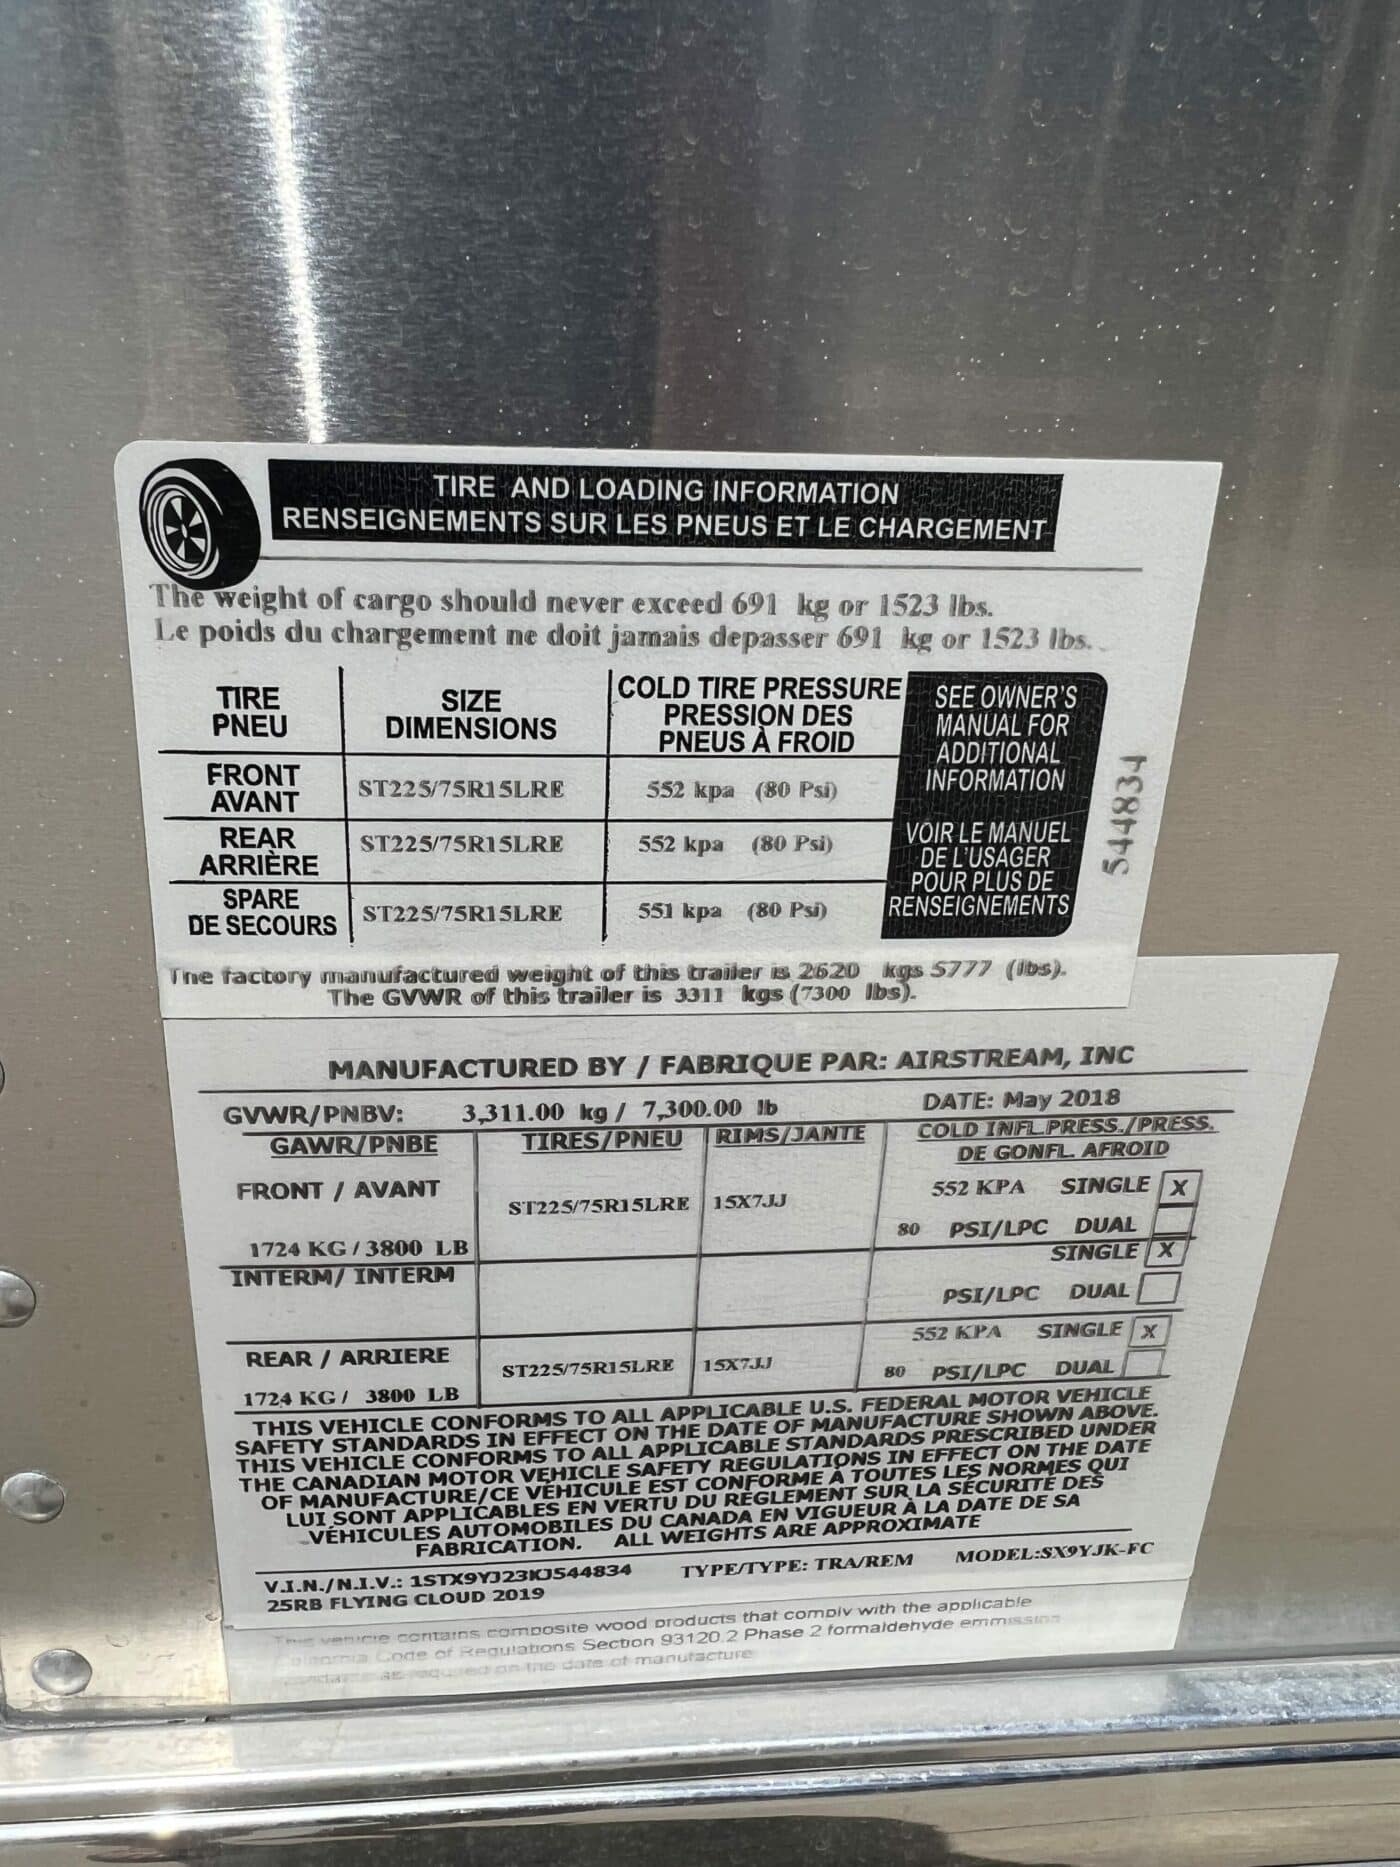 TIRE AND LOADING INFORMATION
RENSEIGNEMENTS SUR LES PNEUS ET LE CHARGEMENT
The weight of cargo should never exceed 691 kg or 1523 lbs.
Le poids du chargement ne doit jamais depasser 691 kg or 1523 lbs.
TIRE
PNEU
SIZE
DIMENSIONS
COLD TIRE PRESSURE
PRESSION DES
PNEUS À FROID
FRONT
AVANT
ST225/75R15LRE
552 kpa (80 Psi)
REAR
ARRIÈRE
ST225/75R15LRE
552 kpa (80 Psi)
SPARE
DE SECOURS
ST225/75R15LRE
551 kpa (80 Psi)
SEE OWNER'S
MANUAL FOR
ADDITIONAL
INFORMATION
VOIR LE MANUEL
DE L'USAGER
POUR PLUS DE
RENSEIGNEMENTS
544834
The factory manufactured weight of this trailer is 2620 kgs 5777 (lbs).
The GVWR of this trailer is 3311 kgs (7300 lbs).
MANUFACTURED BY / FABRIQUE PAR: AIRSTREAM, INC
GVWR/PNBV: 3,311.00 kg / 7,300.00 lb DATE: May 2018
GAWR/PNBE TIRES/PNEU RIMS/JANTE COLD INFL.PRESS./PRESS.
DE GONFL. AFROID
FRONT / AVANT ST225/75R15LRE 15X7JJ 552 KPA SINGLE X
1724 KG / 3800 LB 80 PSI/LPC DUAL
INTERM/ INTERM SINGLE X
PSI/LPC DUAL
REAR / ARRIERE ST225/75R15LRE 15X7JJ 552 KPA SINGLE X
1724 KG / 3800 LB 80 PSI/LPC DUAL
THIS VEHICLE CONFORMS TO ALL APPLICABLE U.S. FEDERAL MOTOR VEHICLE
SAFETY STANDARDS IN EFFECT ON THE DATE OF MANUFACTURE SHOWN ABOVE.
THIS VEHICLE CONFORMS TO ALL APPLICABLE STANDARDS PRESCRIBED UNDER
THE CANADIAN MOTOR VEHICLE SAFETY REGULATIONS IN EFFECT ON THE DATE
OF MANUFACTURE/CE VÉHICULE EST CONFORME À TOUTES LES NORMES QUI
LUI SONT APPLICABLES EN VERTU DU RÉGLEMENT SUR LA SÉCURITÉ DES
VÉHICULES AUTOMOBILES DU CANADA EN VIGUEUR À LA DATE DE SA
FABRICATION. ALL WEIGHTS ARE APPROXIMATE
V.I.N./N.I.V.: 1STX9YJ23KJ544834 TYPE/TYPE: TRA/REM MODEL:SX9YJK-FC
25RB FLYING CLOUD 2019
This vehicle contains composite wood products that comply with the applicable
California Code of Regulations Section 93120.2 Phase 2 formaldehyde emmission
as required on the date of manufacture